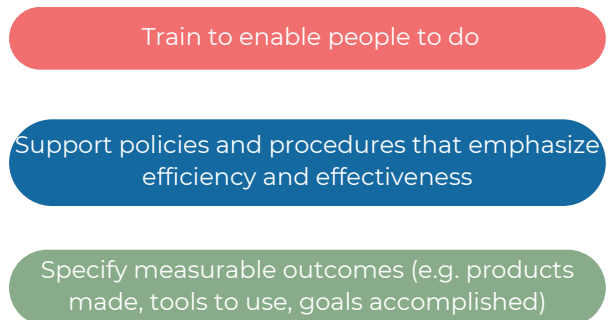 Train to enable people to do
Support policies and procedures that emphasize
efficiency and effectiveness
Specify measurable outcomes (e.g. products
made, tools to use, goals accomplished)